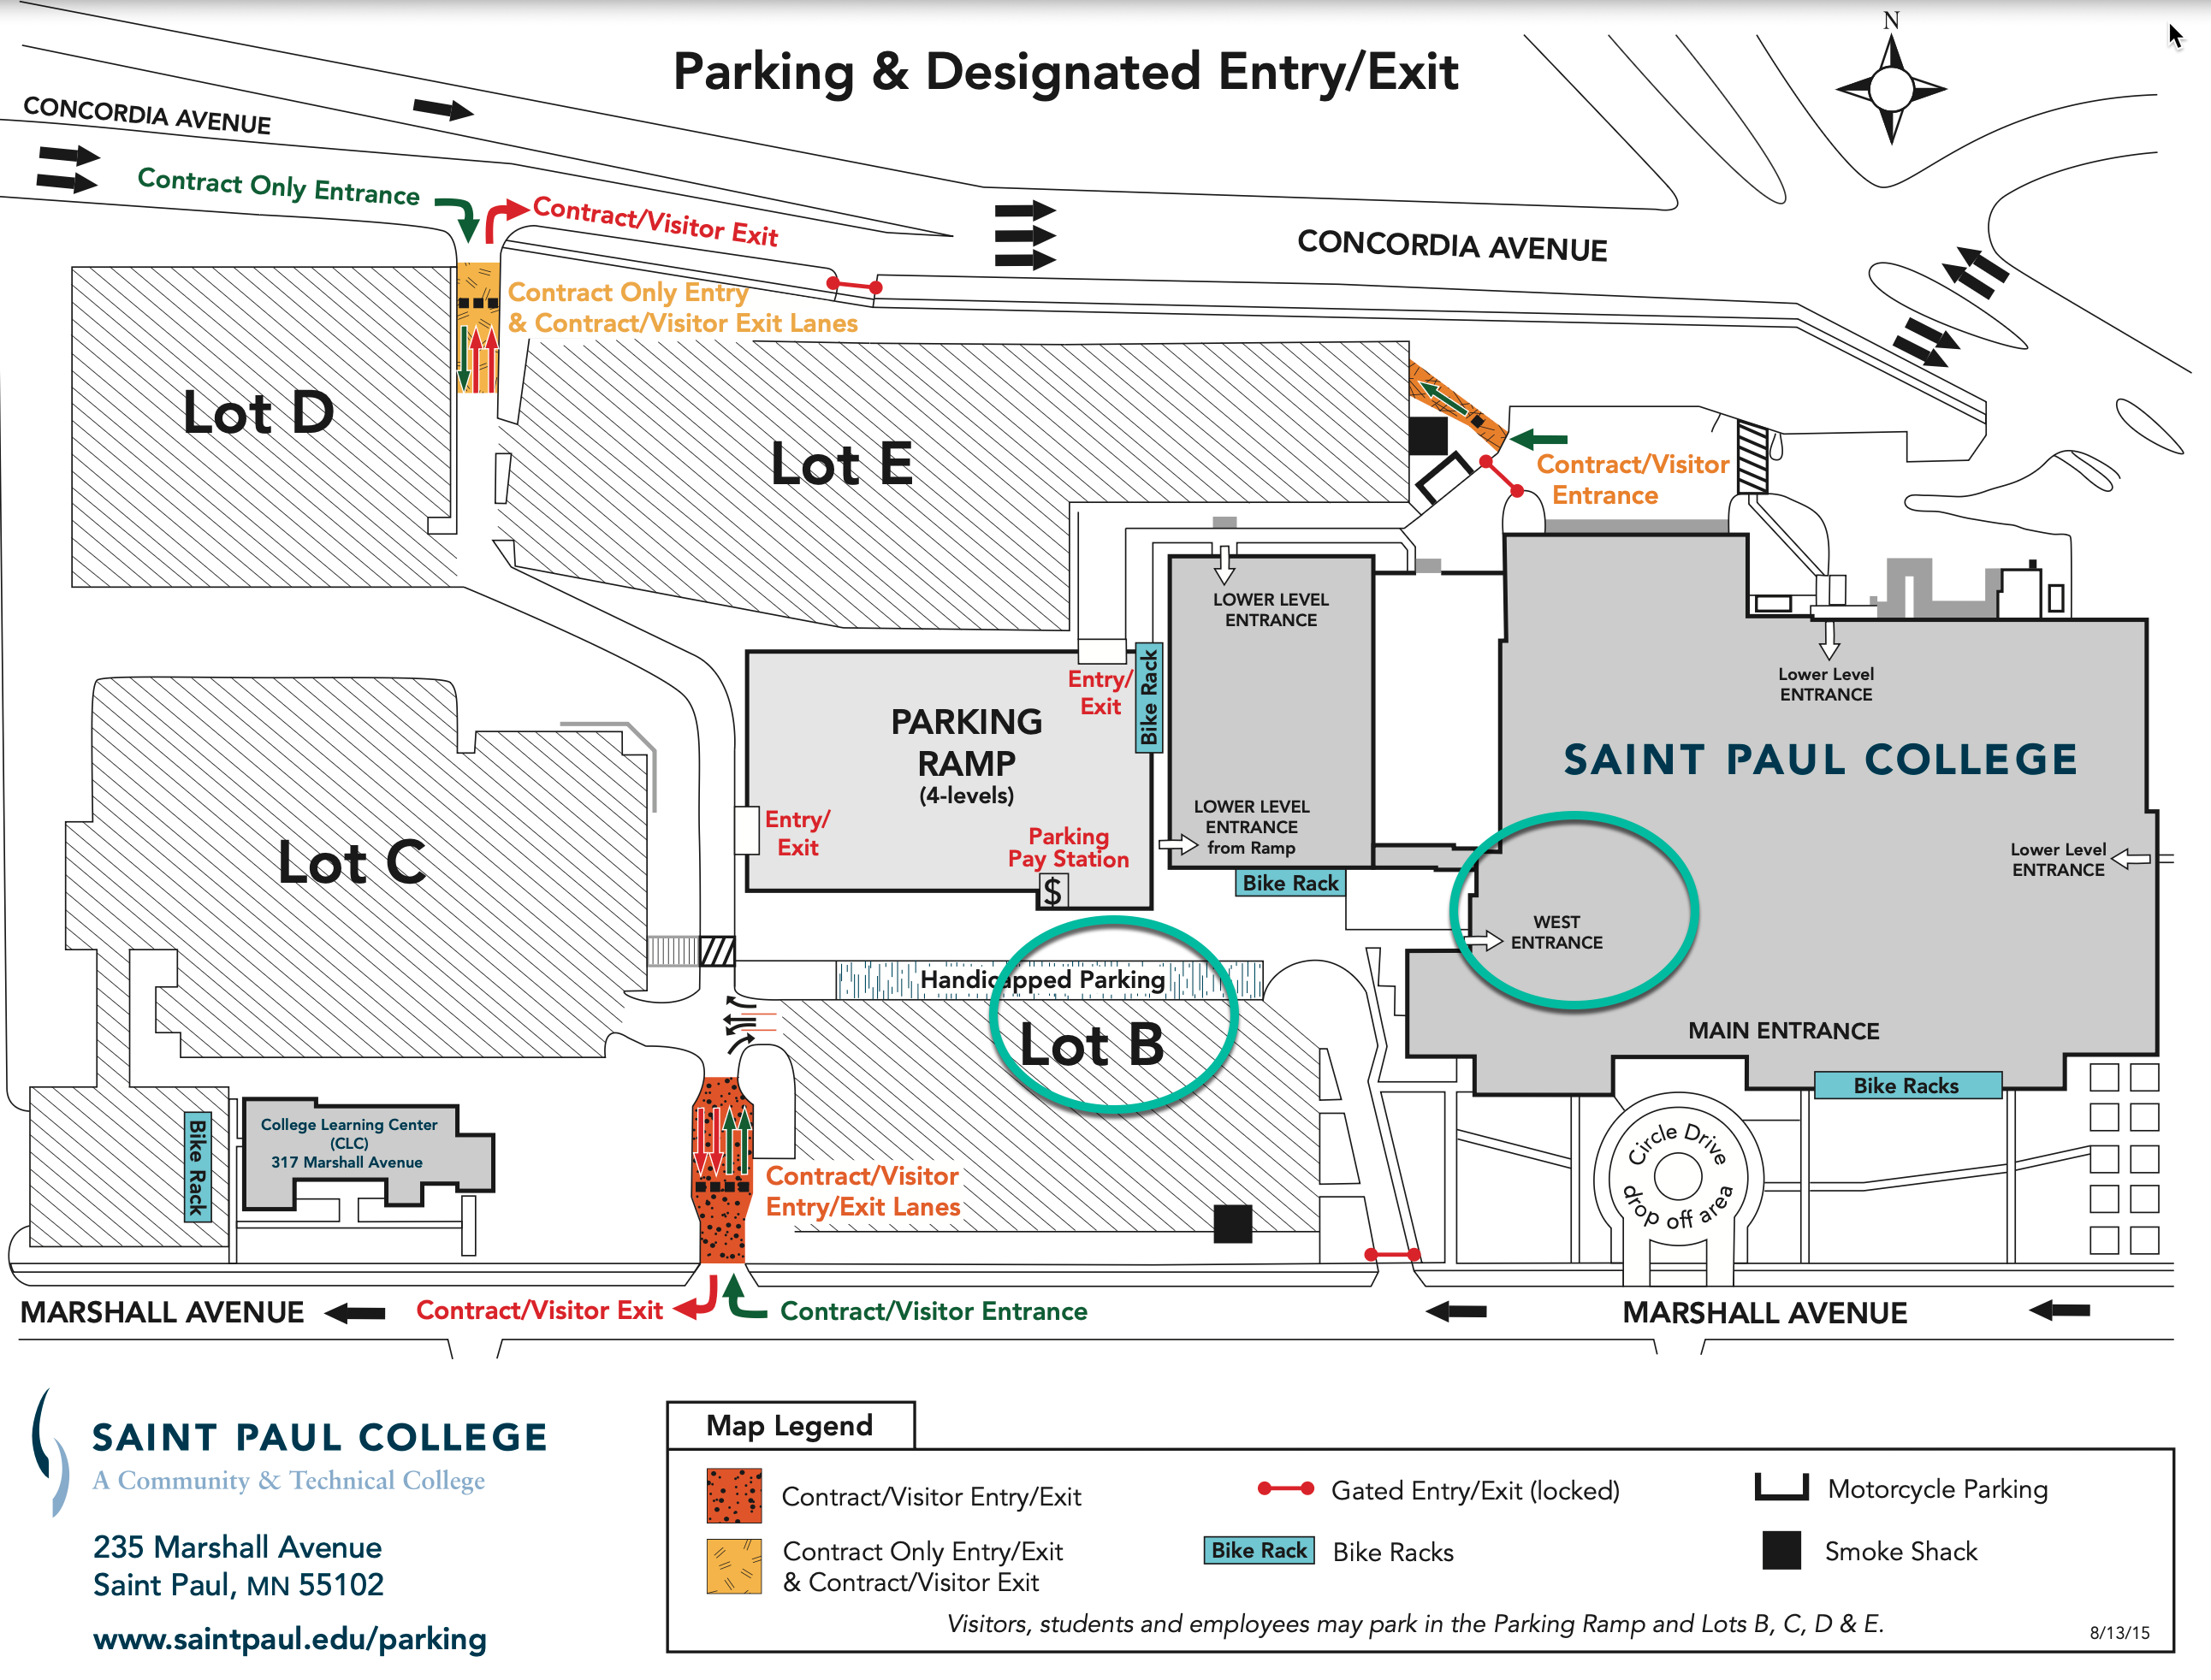 N
Parking & Designated Entry/Exit
CONCORDIA AVENUE
Contract Only Entrance
Contract/Visitor Exit
CONCORDIA AVENUE
Contract Only Entry
& Contract/Visitor Exit Lanes
Lot D
Lot E
Contract/Visitor
Entrance
LOWER LEVEL
ENTRANCE
Entry/
Exit
Bike Rack
Lower Level
ENTRANCE
PARKING
RAMP
(4-levels)
SAINT PAUL COLLEGE
Entry/
Exit
Parking
Pay Station
$
LOWER LEVEL
ENTRANCE
from Ramp
Lower Level
ENTRANCE
Lot C
Bike Rack
WEST
ENTRANCE
Handicapped Parking
Lot B
MAIN ENTRANCE
Bike Racks
Bike Rack
College Learning Center
(CLC)
317 Marshall Avenue
Circle Drive
drop off area
Contract/Visitor
Entry/Exit Lanes
MARSHALL AVENUE
Contract/Visitor Exit
Contract/Visitor Entrance
MARSHALL AVENUE
SAINT PAUL COLLEGE
A Community & Technical College
235 Marshall Avenue
Saint Paul, MN 55102
www.saintpaul.edu/parking
Map Legend
Contract/Visitor Entry/Exit
Gated Entry/Exit (locked)
Motorcycle Parking
Contract Only Entry/Exit
& Contract/Visitor Exit
Bike Rack
Bike Racks
Smoke Shack
Visitors, students and employees may park in the Parking Ramp and Lots B, C, D & E.
8/13/15